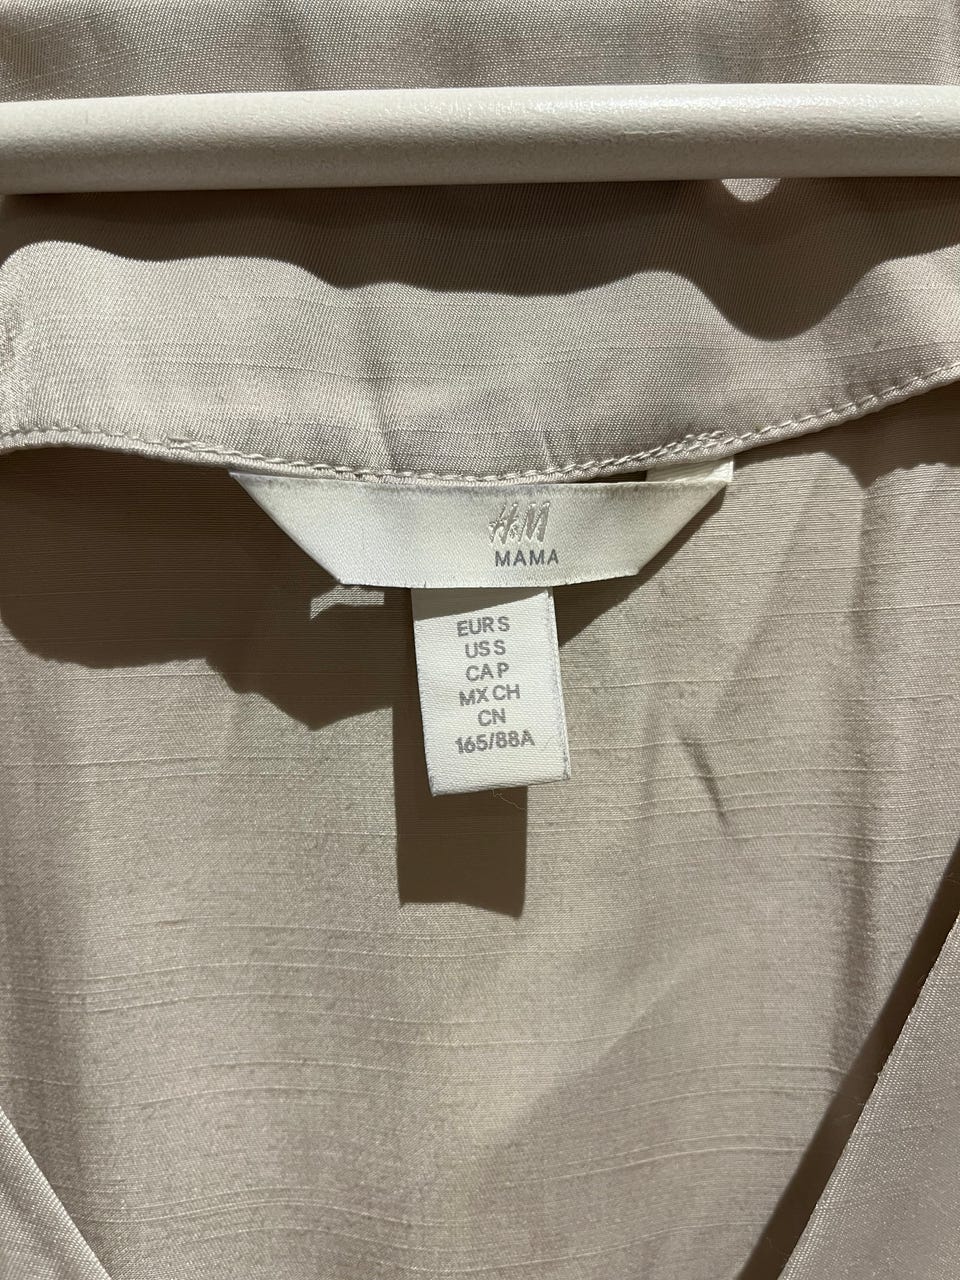 H&M
MAMA
EUR S
US S
CA P
MX CH
CN
165/88A